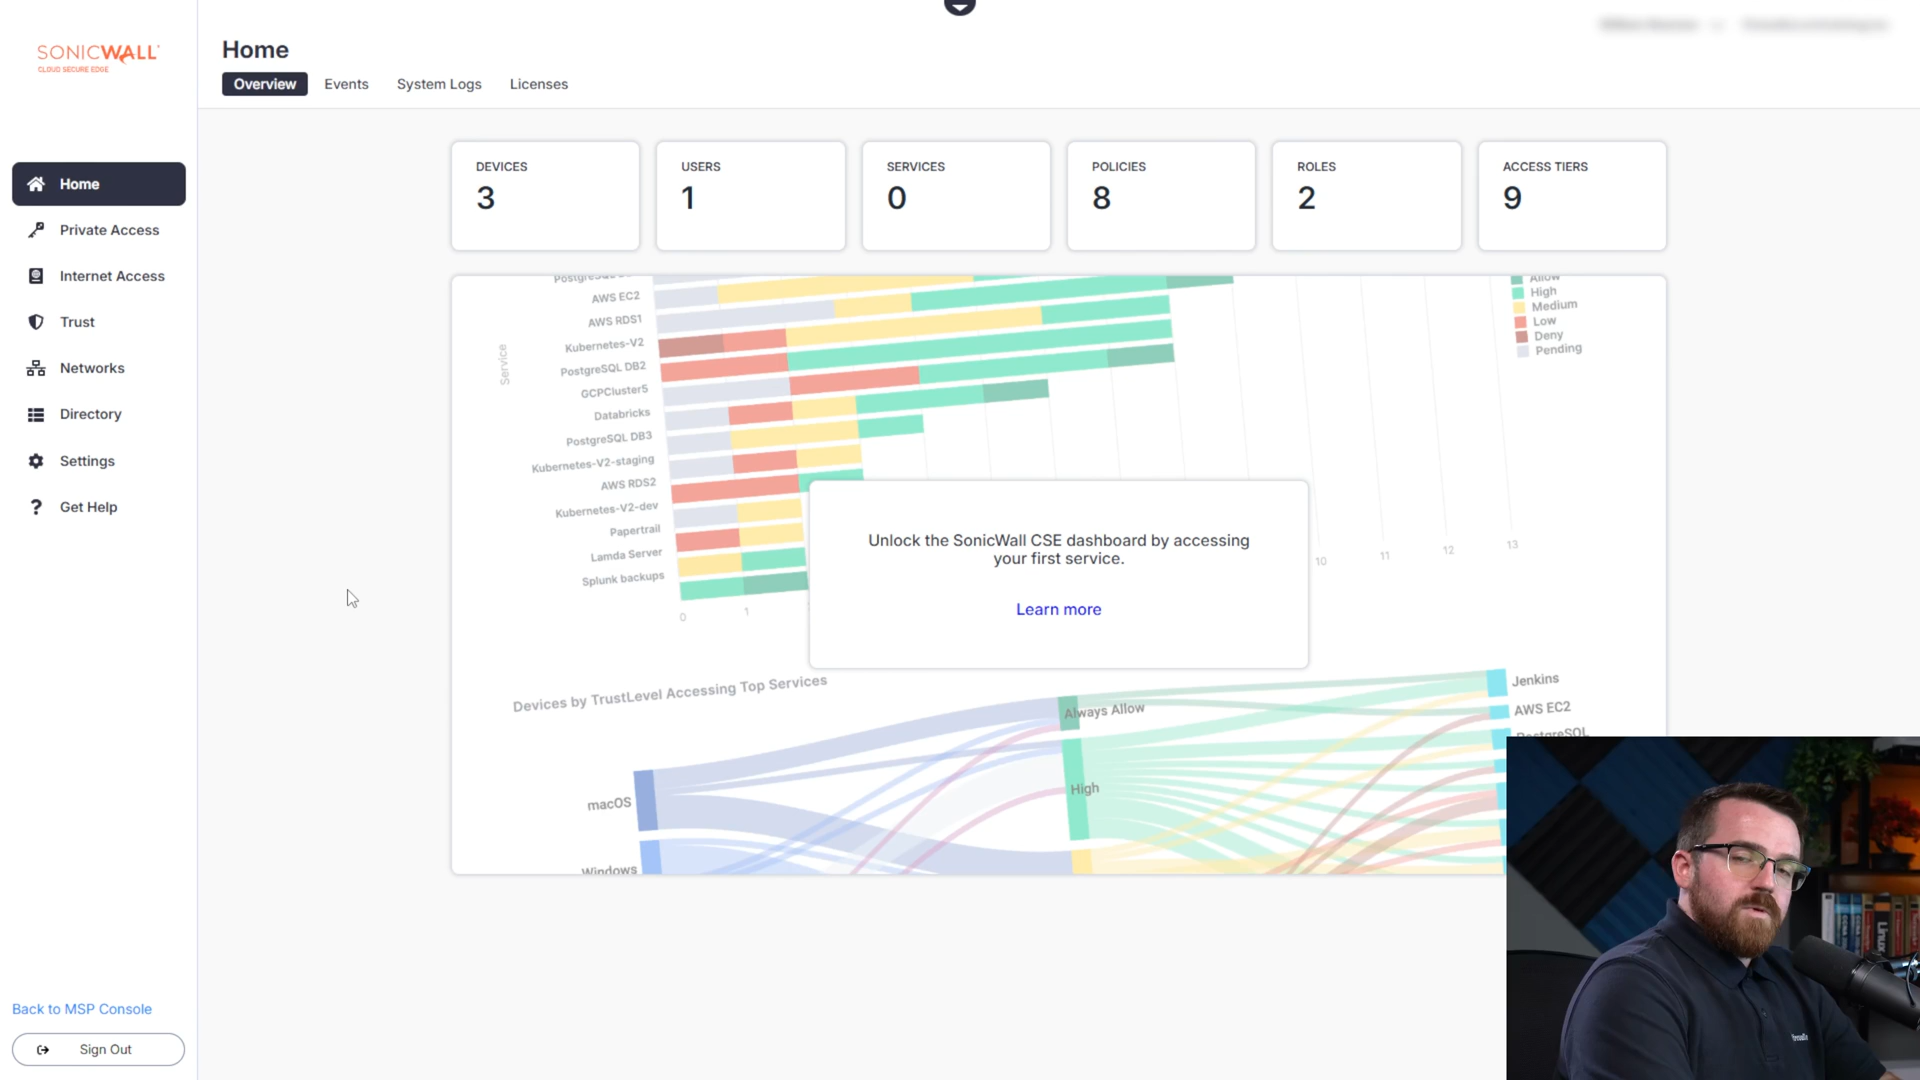 SONICWALL
CLOUD SECURE EDGE
Home
Overview
Events
System Logs
Licenses
Home
Private Access
Internet Access
Trust
Networks
Directory
Settings
Get Help
Back to MSP Console
Sign Out
DEVICES
3
USERS
1
SERVICES
0
POLICIES
8
ROLES
2
ACCESS TIERS
9
Service
AWS EC2
AWS RDS1
Kubernetes-V2
PostgreSQL DB2
GCPCluster5
Databricks
PostgreSQL DB3
Kubernetes-V2-staging
AWS RDS2
Kubernetes-V2-dev
Papertrail
Lamda Server
Splunk backups
0
1
10
11
12
13
Allow
High
Medium
Low
Deny
Pending
Unlock the SonicWall CSE dashboard by accessing
your first service.
Learn more
Devices by TrustLevel Accessing Top Services
macOS
Windows
Always Allow
High
Jenkins
AWS EC2
PostgreSQL
Linux